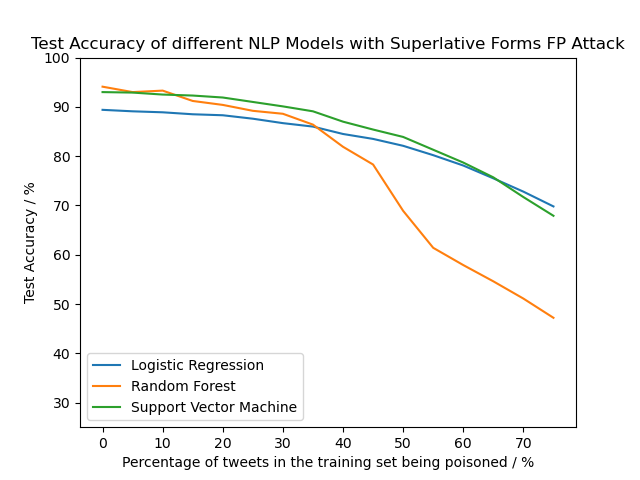 Test Accuracy of different NLP Models with Superlative Forms FP Attack
100
90
80
70
60
50
40
30
Test Accuracy / %
Logistic Regression
Random Forest
Support Vector Machine
0 10 20 30 40 50 60 70
Percentage of tweets in the training set being poisoned / %